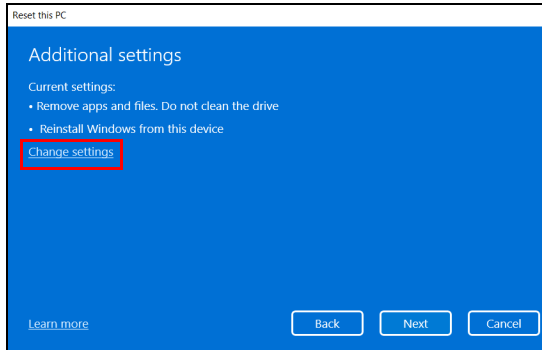 Reset this PC
Additional settings
Current settings:
• Remove apps and files. Do not clean the drive
• Reinstall Windows from this device
Change settings
Learn more
Back
Next
Cancel